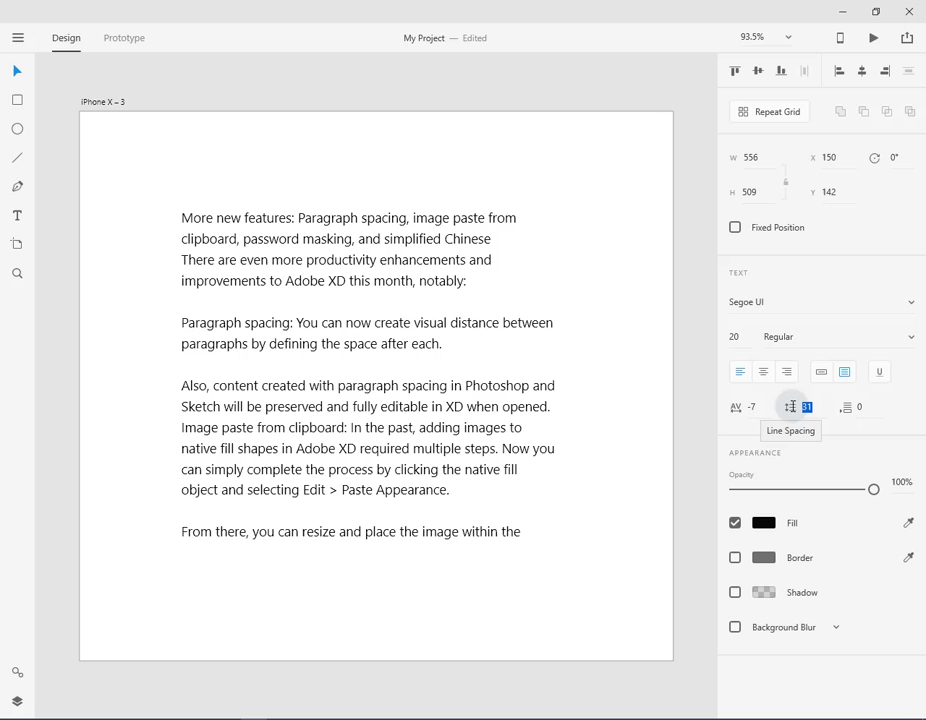 Design
Prototype
My Project — Edited
93.5%
iPhone X – 3
Repeat Grid
W 556
X 150
0°
H 509
Y 142
Fixed Position
TEXT
Segoe UI
20 Regular
U
AV -7
31
0
Line Spacing
APPEARANCE
Opacity
100%
Fill
Border
Shadow
Background Blur
More new features: Paragraph spacing, image paste from
clipboard, password masking, and simplified Chinese
There are even more productivity enhancements and
improvements to Adobe XD this month, notably:
Paragraph spacing: You can now create visual distance between
paragraphs by defining the space after each.
Also, content created with paragraph spacing in Photoshop and
Sketch will be preserved and fully editable in XD when opened.
Image paste from clipboard: In the past, adding images to
native fill shapes in Adobe XD required multiple steps. Now you
can simply complete the process by clicking the native fill
object and selecting Edit > Paste Appearance.
From there, you can resize and place the image within the